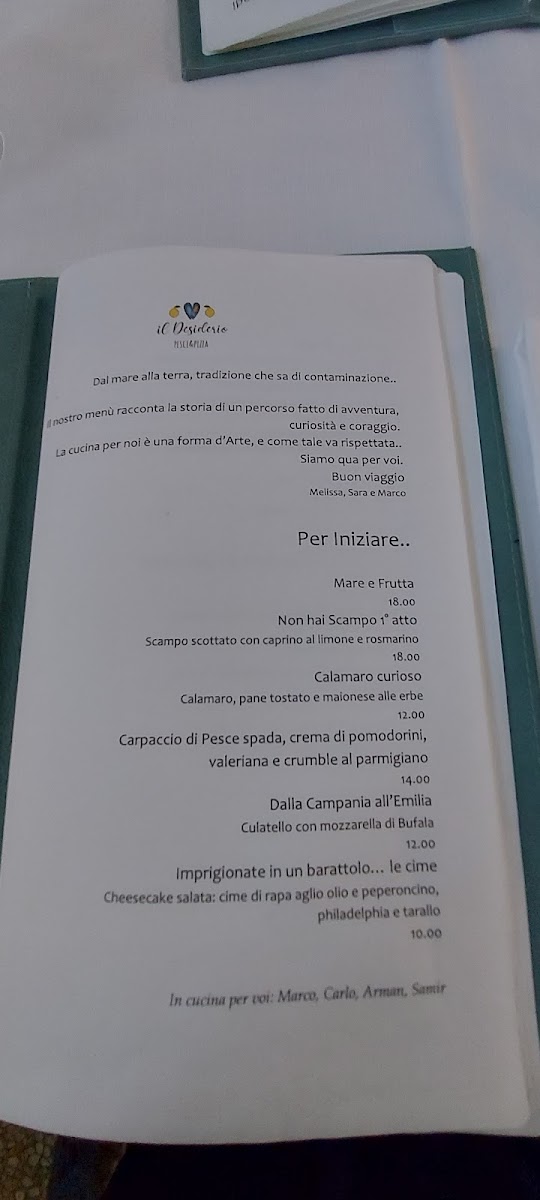 il Desiderio
PESCI&PIZZA
Dal mare alla terra, tradizione che sa di contaminazione..
Il nostro menù racconta la storia di un percorso fatto di avventura,
curiosità e coraggio.
La cucina per noi è una forma d'Arte, e come tale va rispettata..
Siamo qua per voi.
Buon viaggio
Melissa, Sara e Marco
Per Iniziare..
Mare e Frutta
18.00
Non hai Scampo 1° atto
Scampo scottato con caprino al limone e rosmarino
18.00
Calamaro curioso
Calamaro, pane tostato e maionese alle erbe
12.00
Carpaccio di Pesce spada, crema di pomodorini,
valeriana e crumble al parmigiano
14.00
Dalla Campania all'Emilia
Culatello con mozzarella di Bufala
12.00
Imprigionate in un barattolo... le cime
Cheesecake salata: cime di rapa aglio olio e peperoncino,
philadelphia e tarallo
10.00
In cucina per voi: Marco, Carlo, Arman, Samir